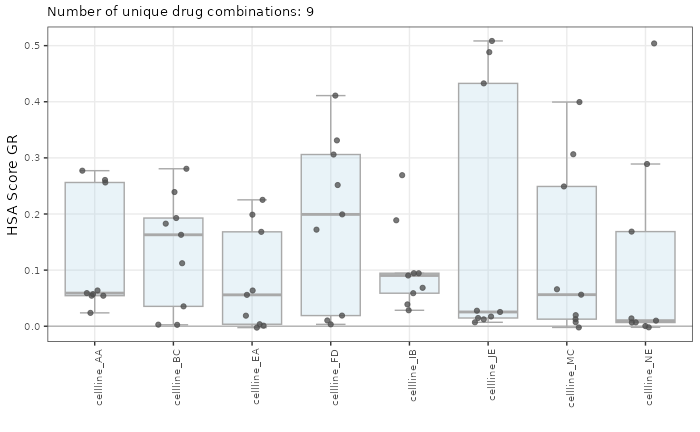 Number of unique drug combinations: 9
HSA Score GR
0.5
0.4
0.3
0.2
0.1
0.0
cellline_AA
cellline_BC
cellline_EA
cellline_FD
cellline_IB
cellline_JE
cellline_MC
cellline_NE